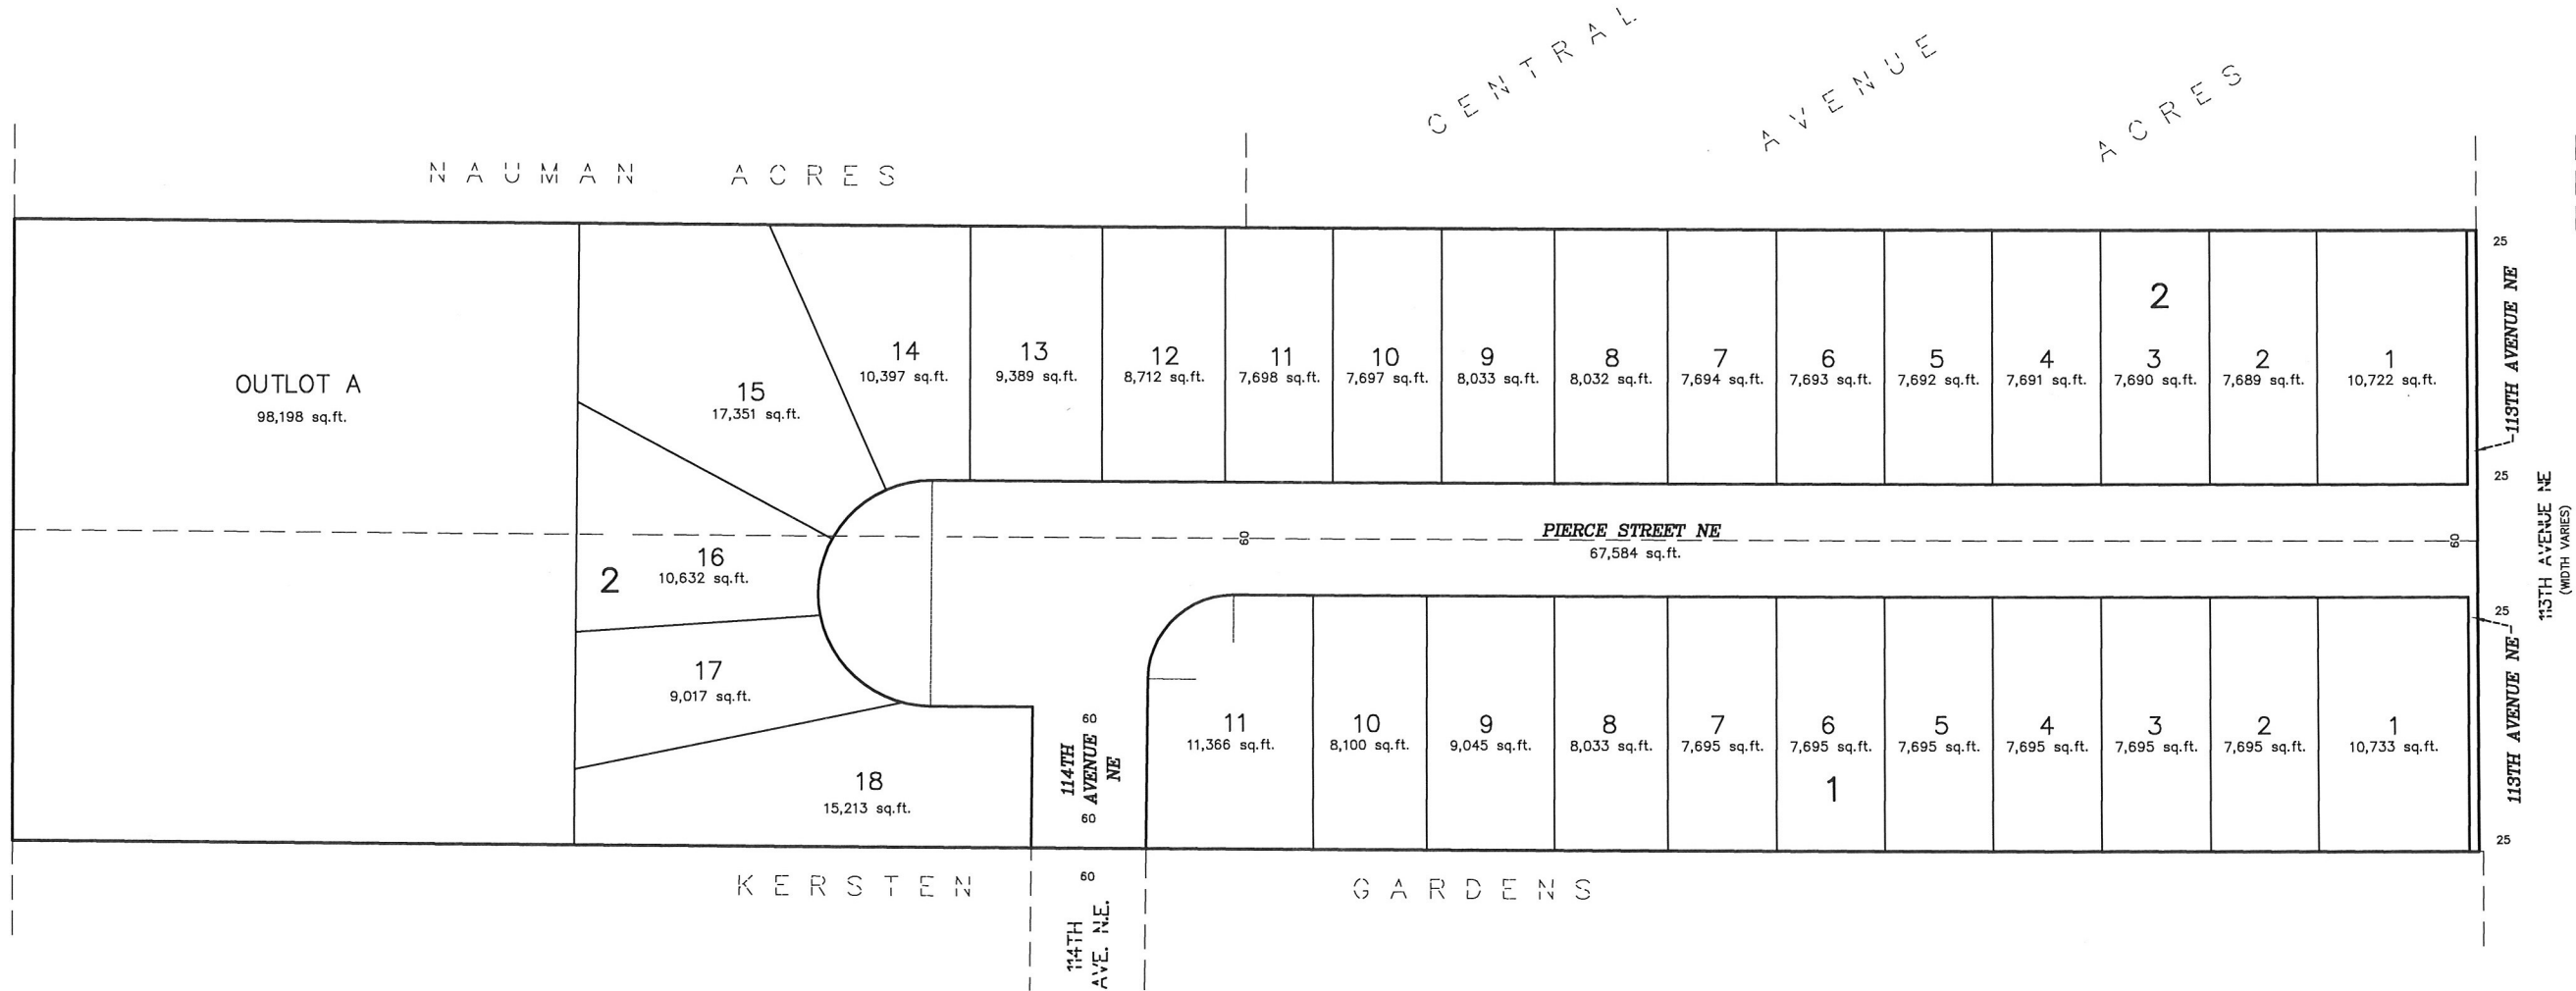 CENTRAL AVENUE ACRES
NAUMAN ACRES
OUTLOT A
98,198 sq.ft.
15
17,351 sq.ft.
14
10,397 sq.ft.
13
9,389 sq.ft.
12
8,712 sq.ft.
11
7,698 sq.ft.
10
7,697 sq.ft.
9
8,033 sq.ft.
8
8,032 sq.ft.
7
7,694 sq.ft.
6
7,693 sq.ft.
5
7,692 sq.ft.
4
7,691 sq.ft.
2
3
7,690 sq.ft.
2
7,689 sq.ft.
1
10,722 sq.ft.
25
113TH AVENUE NE
25
60
PIERCE STREET NE
67,584 sq.ft.
60
113TH AVENUE NE
(WIDTH VARIES)
2
16
10,632 sq.ft.
17
9,017 sq.ft.
18
15,213 sq.ft.
60
114TH
AVENUE
NE
60
11
11,366 sq.ft.
10
8,100 sq.ft.
9
9,045 sq.ft.
8
8,033 sq.ft.
7
7,695 sq.ft.
6
7,695 sq.ft.
1
5
7,695 sq.ft.
4
7,695 sq.ft.
3
7,695 sq.ft.
2
7,695 sq.ft.
1
10,733 sq.ft.
25
113TH AVENUE NE
25
KERSTEN GARDENS
60
114TH
AVE. N.E.